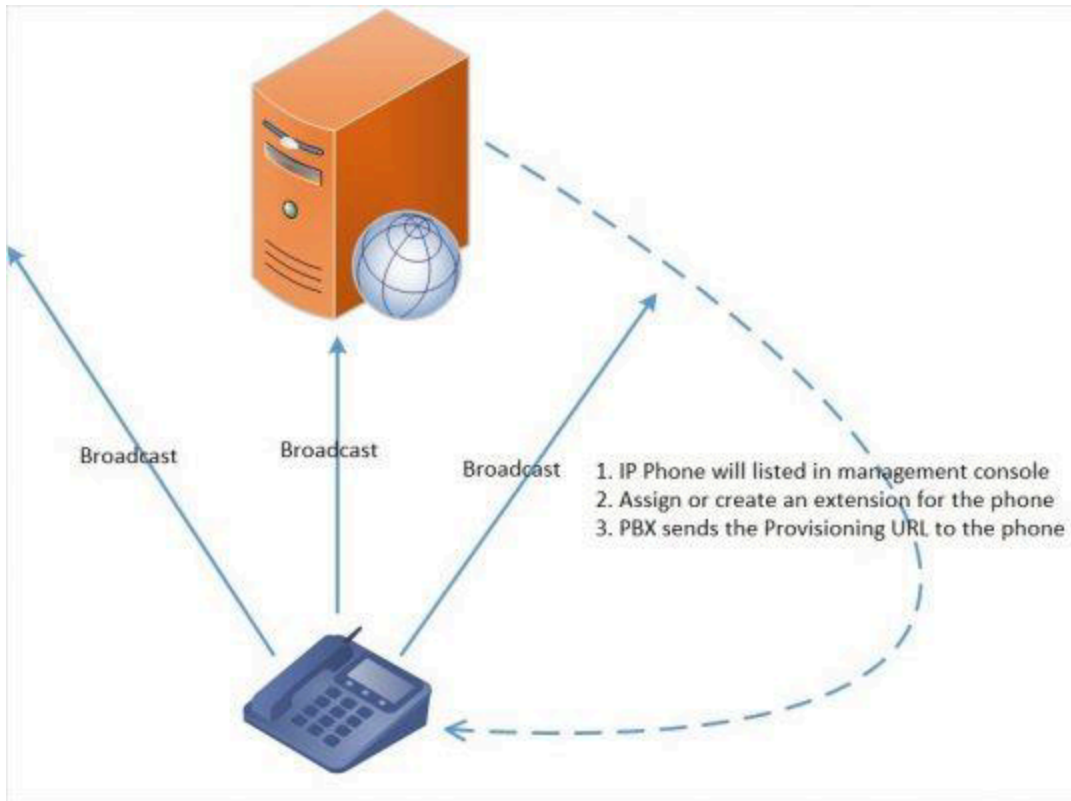 Broadcast
Broadcast
Broadcast
1. IP Phone will listed in management console
2. Assign or create an extension for the phone
3. PBX sends the Provisioning URL to the phone